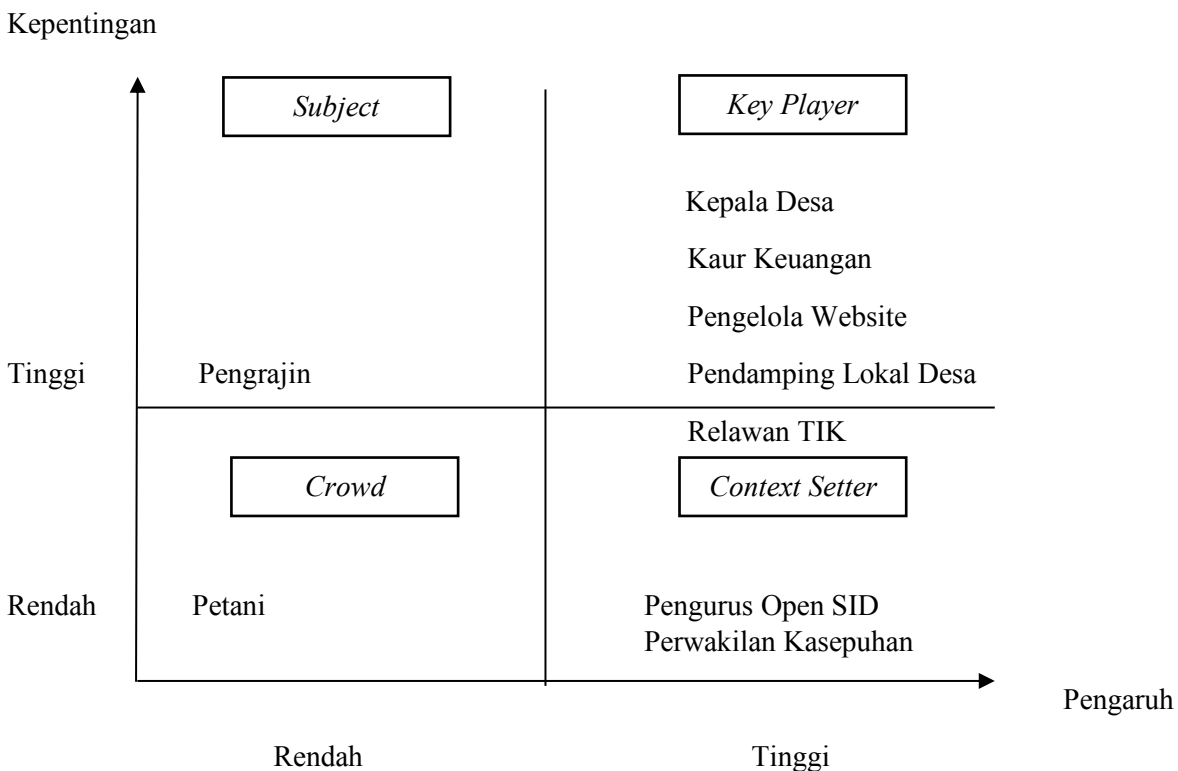 Kepentingan
Subject
Key Player
Kepala Desa
Kaur Keuangan
Pengelola Website
Tinggi
Pengrajin
Pendamping Lokal Desa
Relawan TIK
Crowd
Context Setter
Rendah
Petani
Pengurus Open SID
Perwakilan Kasepuhan
Pengaruh
Rendah
Tinggi